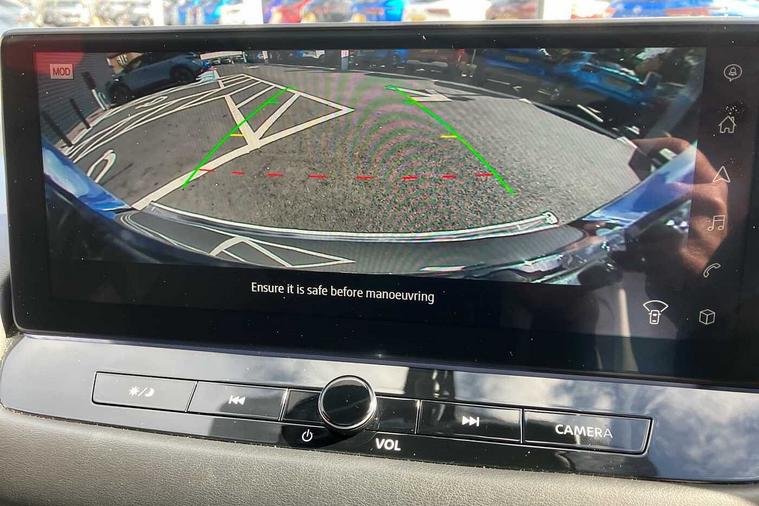 MOD
Ensure it is safe before manoeuvring
VOL
CAMERA